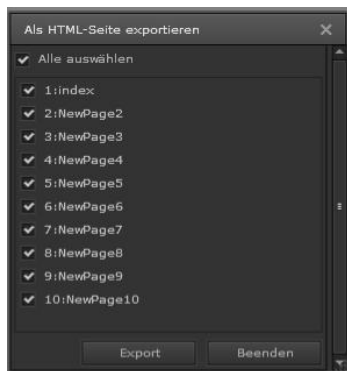 Als HTML-Seite exportieren
Alle auswählen
1:index
2:NewPage2
3:NewPage3
4:NewPage4
5:NewPage5
6:NewPage6
7:NewPage7
8:NewPage8
9:NewPage9
10:NewPage10
Export Beenden